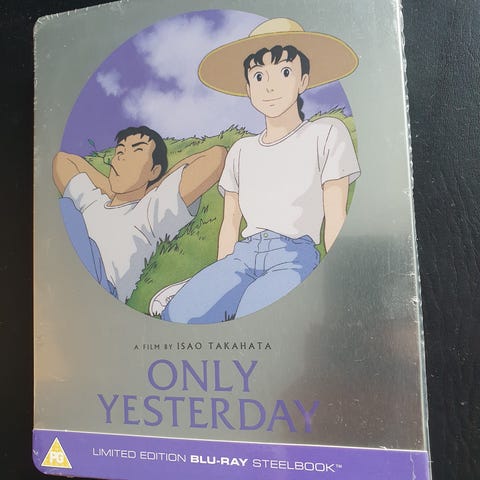 A FILM BY ISAO TAKAHATA
ONLY
YESTERDAY
PG
LIMITED EDITION BLU-RAY STEELBOOK™